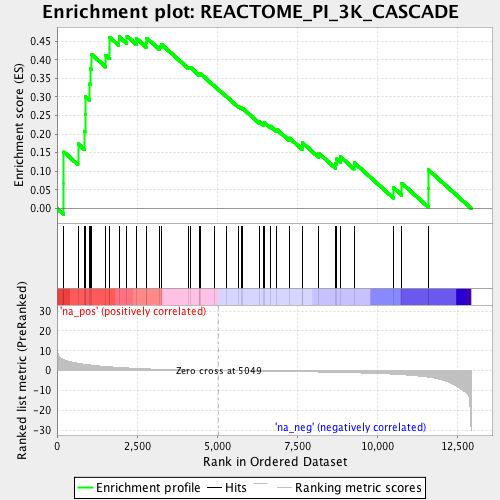 Enrichment plot: REACTOME_PI_3K_CASCADE
Enrichment score (ES)
0.45
0.40
0.35
0.30
0.25
0.20
0.15
0.10
0.05
0.00
Ranked list metric (PreRanked)
30
20
10
0
-10
-20
-30
'na_pos' (positively correlated)
Zero cross at 5049
'na_neg' (negatively correlated)
0
2,500
5,000
7,500
10,000
12,500
Rank in Ordered Dataset
Enrichment profile
Hits
Ranking metric scores